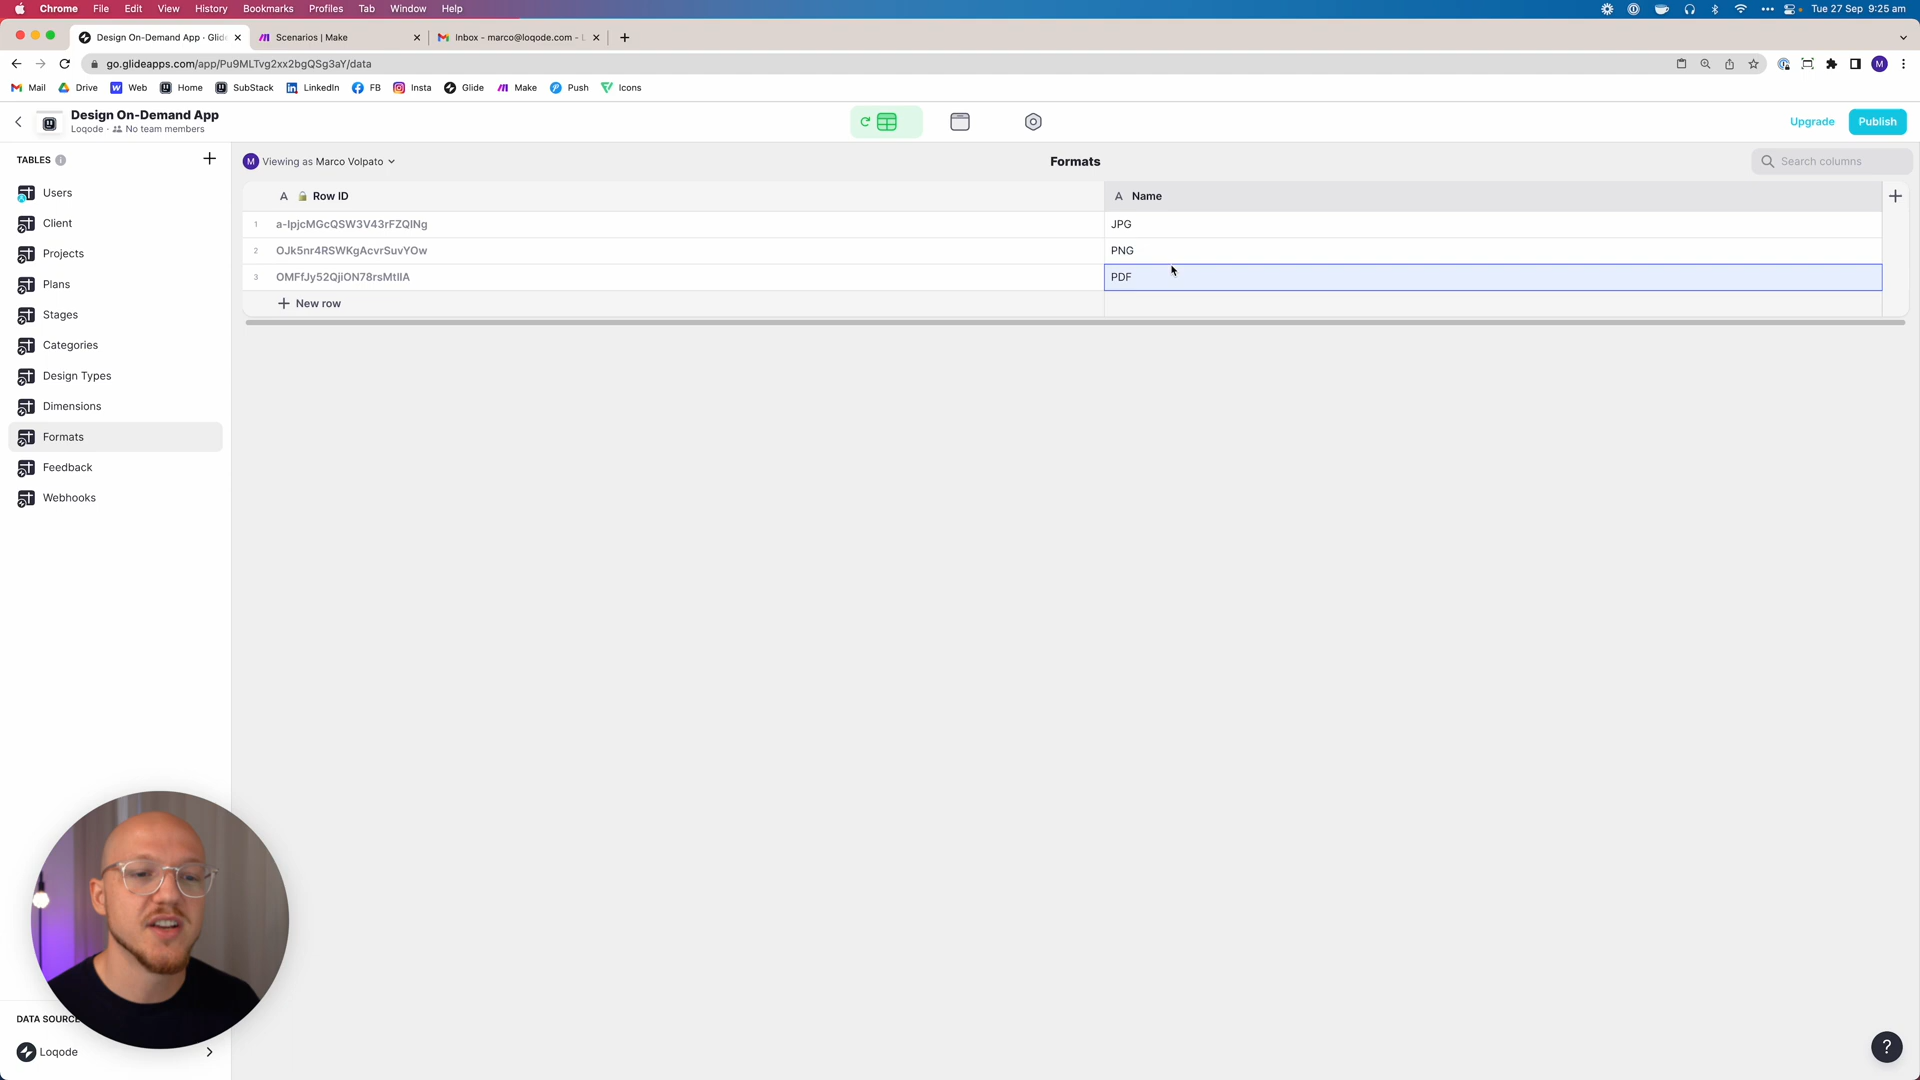 Chrome File Edit View History Bookmarks Profiles Tab Window Help
Tue 27 Sep 9:25 am
Design On-Demand App · Glide
Scenarios | Make
Inbox - marco@loqode.com -
go.glideapps.com/app/Pu9MLTvg2xx2bgQSg3aY/data
M
Mail Drive Web Home SubStack LinkedIn FB Insta Glide Make Push Icons
Design On-Demand App
Loqode · No team members
Upgrade
Publish
TABLES
Users
Client
Projects
Plans
Stages
Categories
Design Types
Dimensions
Formats
Feedback
Webhooks
M Viewing as Marco Volpato
Formats
Search columns
A Row ID
A Name
1 a-IpjcMGcQSW3V43rFZQINg JPG
2 OJk5nr4RSWKgAcvrSuvYOw PNG
3 OMFfJy52QjiON78rsMtIIA PDF
New row
DATA SOURC
Loqode
?